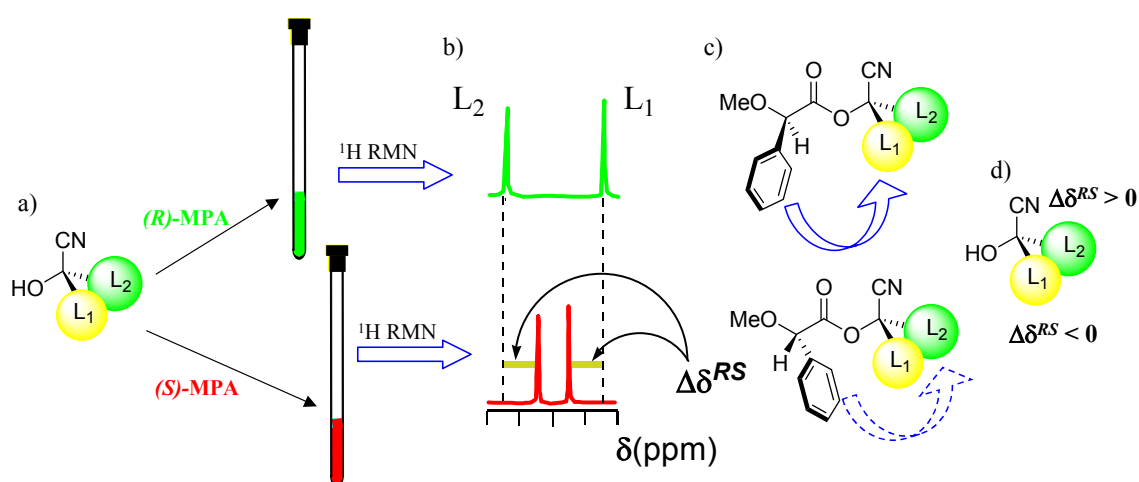 a)
CN
HO
L2
L1
(R)-MPA
(S)-MPA
¹H RMN
¹H RMN
b)
L2
L1
ΔδRS
δ(ppm)
c)
O
CN
MeO
O
H
L2
L1
O
CN
MeO
O
H
L2
L1
d)
ΔδRS > 0
CN
HO
L2
L1
ΔδRS < 0